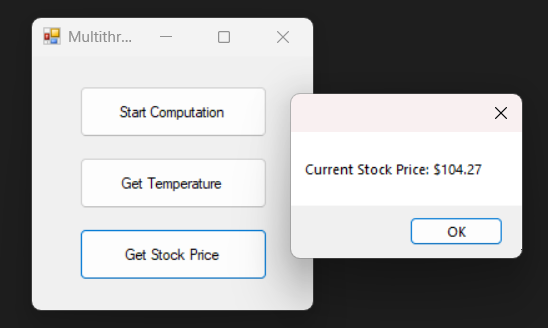 Multithr...
Start Computation
Get Temperature
Get Stock Price
Current Stock Price: $104.27
OK